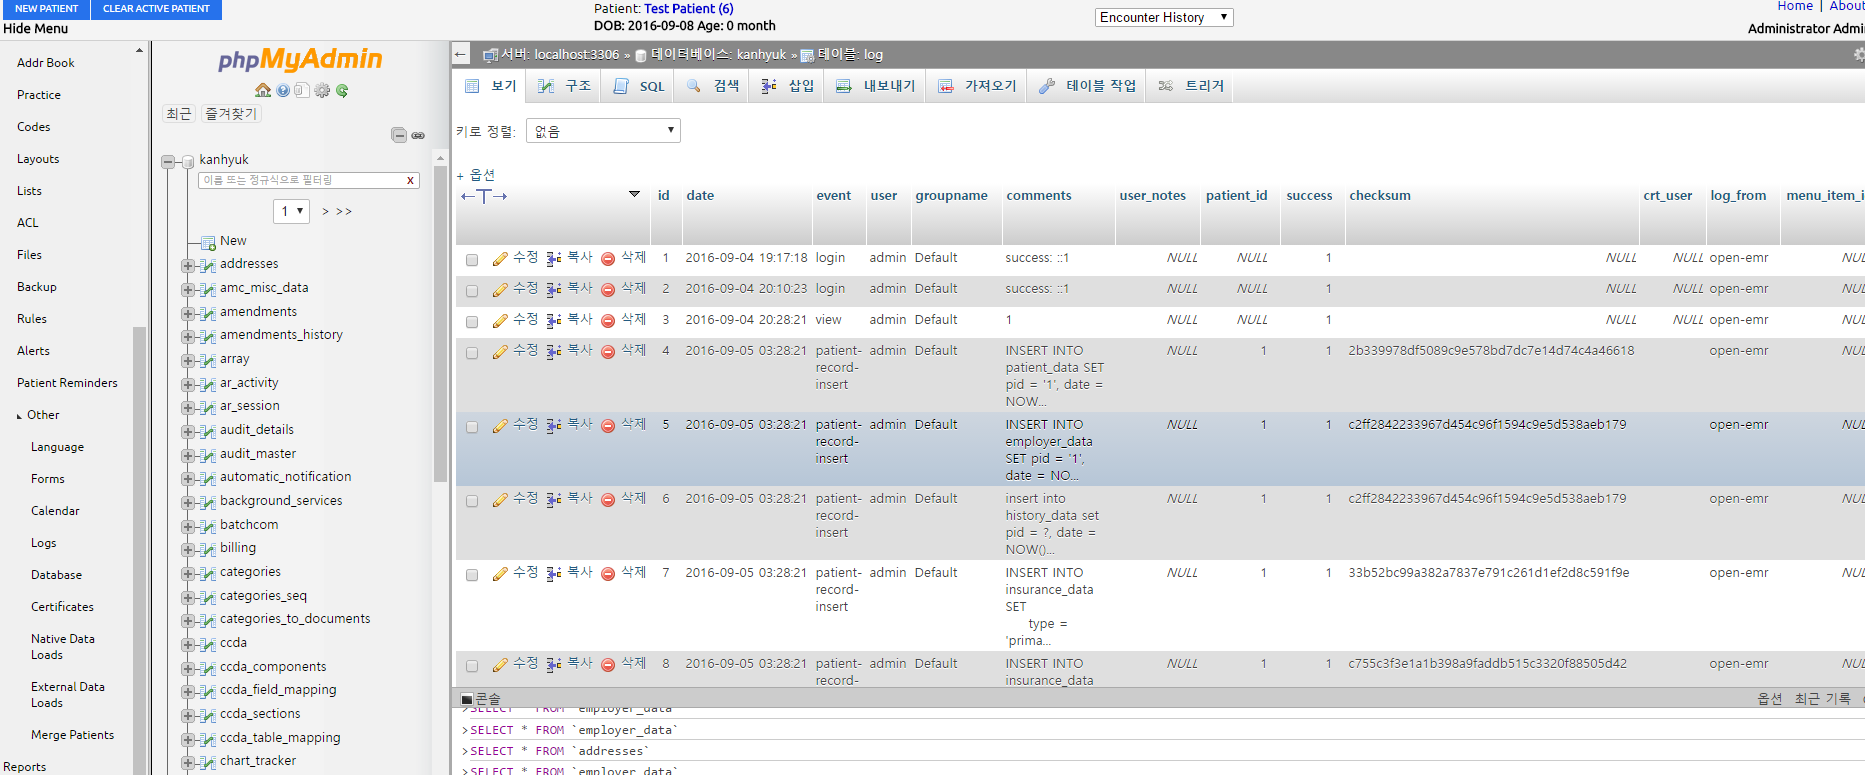 NEW PATIENT CLEAR ACTIVE PATIENT
Hide Menu
Patient: Test Patient (6)
DOB: 2016-09-08 Age: 0 month
Encounter History
Home | About
Administrator Admi
Addr Book
Practice
Codes
Layouts
Lists
ACL
Files
Backup
Rules
Alerts
Patient Reminders
Other
Language
Forms
Calendar
Logs
Database
Certificates
Native Data
Loads
External Data
Loads
Merge Patients
Reports
phpMyAdmin
최근 즐겨찾기
kanhyuk
이름 또는 정규식으로 필터링 X
1 > >>
New
addresses
amc_misc_data
amendments
amendments_history
array
ar_activity
ar_session
audit_details
audit_master
automatic_notification
background_services
batchcom
billing
categories
categories_seq
categories_to_documents
ccda
ccda_components
ccda_field_mapping
ccda_sections
ccda_table_mapping
chart_tracker
서버: localhost:3306 » 데이터베이스: kanhyuk » 테이블: log
보기 구조 SQL 검색 삽입 내보내기 가져오기 테이블 작업 트리거
키로 정렬: 없음
+ 옵션
←T→ id date event user groupname comments user_notes patient_id success checksum crt_user log_from menu_item_i
수정 복사 삭제 1 2016-09-04 19:17:18 login admin Default success: ::1 NULL NULL 1 NULL NULL open-emr NUL
수정 복사 삭제 2 2016-09-04 20:10:23 login admin Default success: ::1 NULL NULL 1 NULL NULL open-emr NUL
수정 복사 삭제 3 2016-09-04 20:28:21 view admin Default 1 NULL NULL 1 NULL NULL open-emr NUL
수정 복사 삭제 4 2016-09-05 03:28:21 patient- admin Default INSERT INTO NULL 1 1 2b339978df5089c9e578bd7dc7e14d74c4a46618 open-emr NUL
record- patient_data SET
insert pid = '1', date =
NOW...
수정 복사 삭제 5 2016-09-05 03:28:21 patient- admin Default INSERT INTO NULL 1 1 c2ff2842233967d454c96f1594c9e5d538aeb179 open-emr NUL
record- employer_data
insert SET pid = '1',
date = NO...
수정 복사 삭제 6 2016-09-05 03:28:21 patient- admin Default insert into NULL 1 1 c2ff2842233967d454c96f1594c9e5d538aeb179 open-emr NUL
record- history_data set
insert pid = ?, date =
NOW()...
수정 복사 삭제 7 2016-09-05 03:28:21 patient- admin Default INSERT INTO NULL 1 1 33b52bc99a382a7837e791c261d1ef2d8c591f9e open-emr NUL
record- insurance_data
insert SET
type =
'prima...
수정 복사 삭제 8 2016-09-05 03:28:21 patient- admin Default INSERT INTO NULL 1 1 c755c3f3e1a1b398a9faddb515c3320f88505d42 open-emr NUL
record- insurance_data
콘솔 옵션 최근 기록
>SELECT * FROM `employer_data`
>SELECT * FROM `employer_data`
>SELECT * FROM `addresses`
>SELECT * FROM `employer_data`